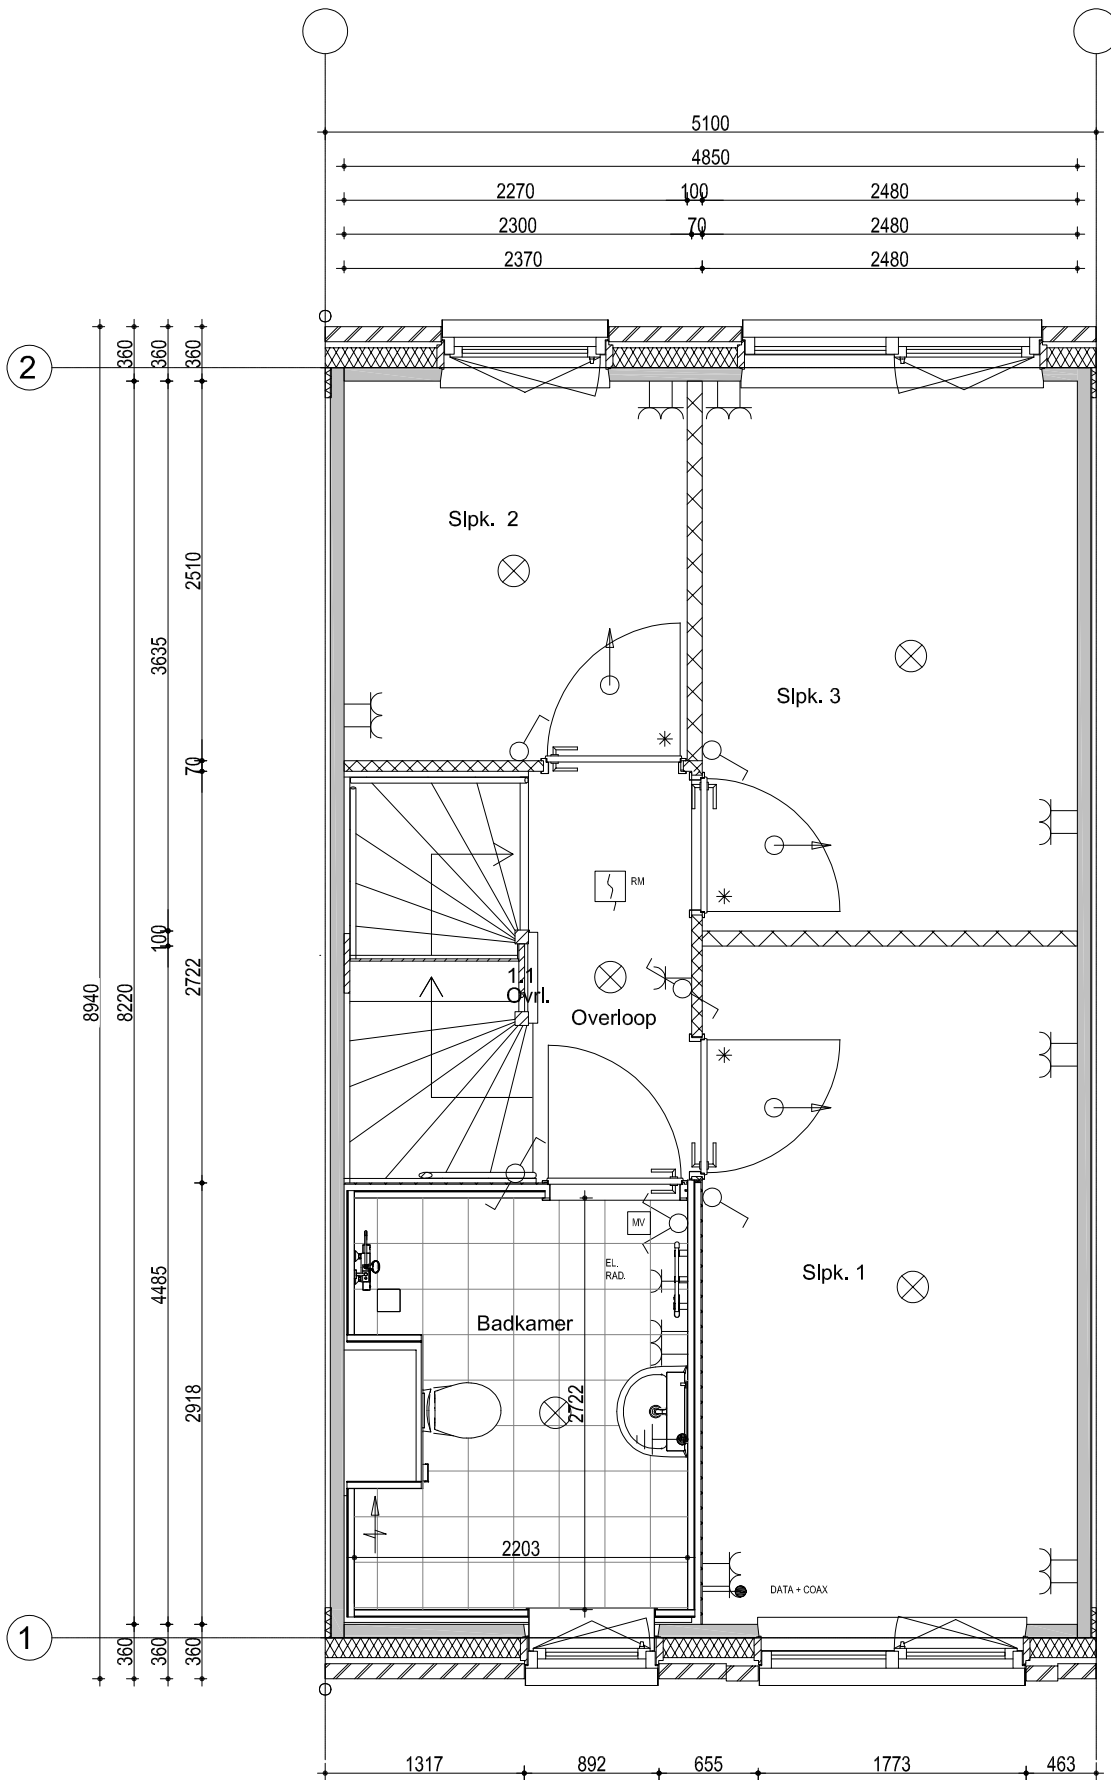 5100
4850
2270 100 2480
2300 70 2480
2370 2480
360 360 360
2
2510
Slpk. 2
3635
Slpk. 3
70
RM
100
2722
1.1
Ovrl.
8940 8220
Overloop
MV
EL.
RAD.
Slpk. 1
4485
Badkamer
2918
2722
2203
DATA + COAX
1
360 360 360
1317 892 655 1773 463